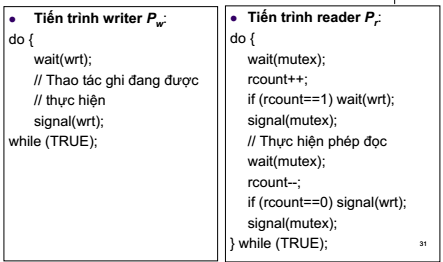 • Tiến trình writer Pw:
do {
wait(wrt);
// Thao tác ghi đang được
// thực hiện
signal(wrt);
while (TRUE);
• Tiến trình reader Pr:
do {
wait(mutex);
rcount++;
if (rcount==1) wait(wrt);
signal(mutex);
// Thực hiện phép đọc
wait(mutex);
rcount--;
if (rcount==0) signal(wrt);
signal(mutex);
} while (TRUE);
31